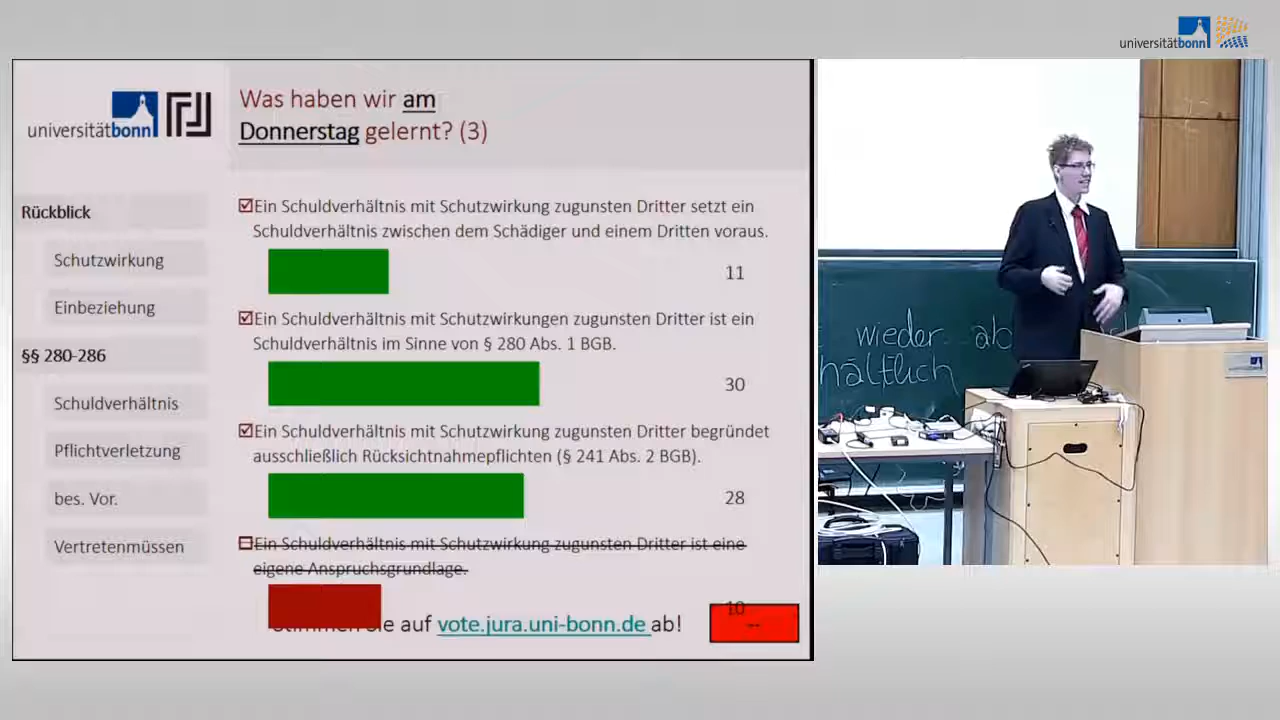 universitätbonn
universitätbonn
Was haben wir am
Donnerstag gelernt? (3)
Rückblick
Schutzwirkung
Einbeziehung
§§ 280-286
Schuldverhältnis
Pflichtverletzung
bes. Vor.
Vertretenmüssen
Ein Schuldverhältnis mit Schutzwirkung zugunsten Dritter setzt ein
Schuldverhältnis zwischen dem Schädiger und einem Dritten voraus.
11
Ein Schuldverhältnis mit Schutzwirkungen zugunsten Dritter ist ein
Schuldverhältnis im Sinne von § 280 Abs. 1 BGB.
30
Ein Schuldverhältnis mit Schutzwirkung zugunsten Dritter begründet
ausschließlich Rücksichtnahmepflichten (§ 241 Abs. 2 BGB).
28
Ein Schuldverhältnis mit Schutzwirkung zugunsten Dritter ist eine
eigene Anspruchsgrundlage.
10
Stimmen Sie auf vote.jura.uni-bonn.de ab!
wieder ab
hältlich